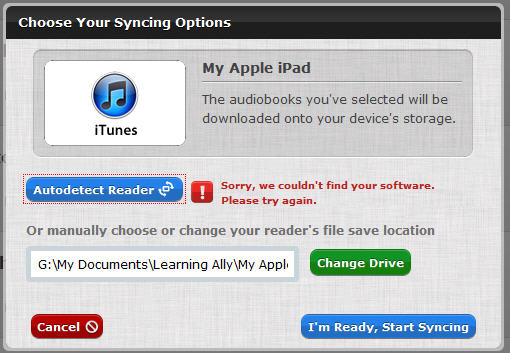 Choose Your Syncing Options
iTunes
My Apple iPad
The audiobooks you've selected will be
downloaded onto your device's storage.
Autodetect Reader
Sorry, we couldn't find your software.
Please try again.
Or manually choose or change your reader's file save location
G:\My Documents\Learning Ally\My Apple
Change Drive
Cancel
I'm Ready, Start Syncing